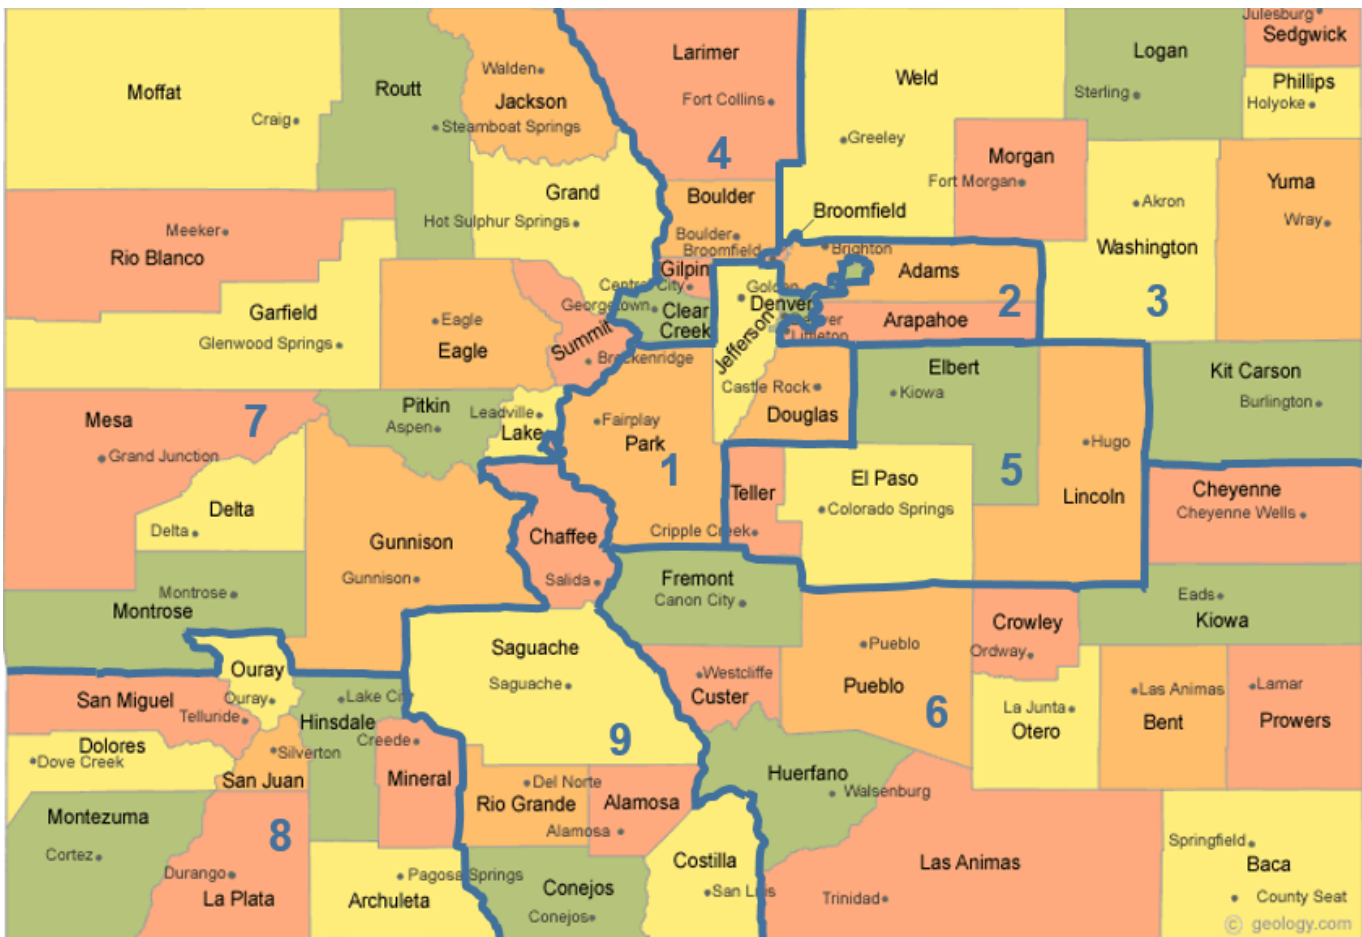 Julesburg
Sedgwick
Larimer
Logan
Moffat
Routt
Walden
Jackson
Weld
Phillips
Craig
Steamboat Springs
Fort Collins
Sterling
Holyoke
4
Greeley
Morgan
Fort Morgan
Yuma
Grand
Boulder
Akron
Wray
Hot Sulphur Springs
Broomfield
Meeker
Rio Blanco
Boulder
Broomfield
Brighton
Washington
Gilpin
Central City
Golden
Adams
Garfield
Georgetown
Clear
Creek
Denver
2
3
Eagle
Arapahoe
Glenwood Springs
Eagle
Summit
Jefferson
Littleton
Breckenridge
Elbert
Kit Carson
Castle Rock
Kiowa
Burlington
Douglas
Mesa
7
Pitkin
Aspen
Leadville
Lake
Fairplay
Park
1
Hugo
Grand Junction
Teller
El Paso
5
Lincoln
Cheyenne
Delta
Colorado Springs
Cheyenne Wells
Delta
Gunnison
Chaffee
Cripple Creek
Gunnison
Salida
Fremont
Canon City
Montrose
Montrose
Eads
Kiowa
Crowley
Ordway
Saguache
Pueblo
Ouray
Saguache
Westcliffe
Custer
Pueblo
Las Animas
Lamar
San Miguel
Ouray
Lake City
6
La Junta
Otero
Bent
Prowers
Telluride
Hinsdale
Creede
9
Dolores
Dove Creek
Silverton
San Juan
Mineral
Del Norte
Rio Grande
Alamosa
Alamosa
Huerfano
Walsenburg
Montezuma
8
Cortez
Durango
La Plata
Pagosa Springs
Archuleta
Conejos
Conejos
Costilla
San Luis
Las Animas
Trinidad
Springfield
Baca
County Seat
© geology.com